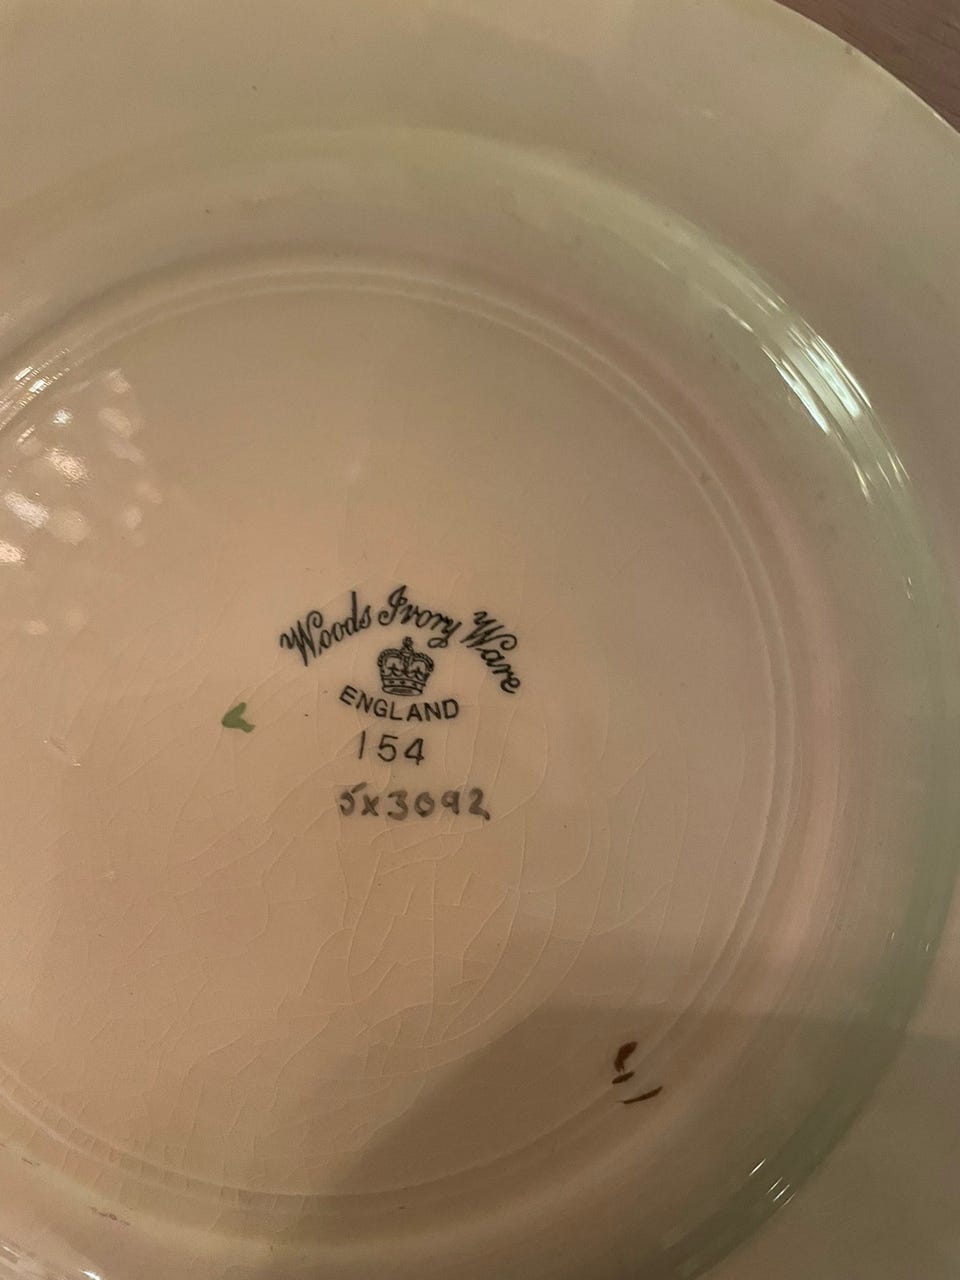 Woods Ivory Ware
ENGLAND
154
5x3092